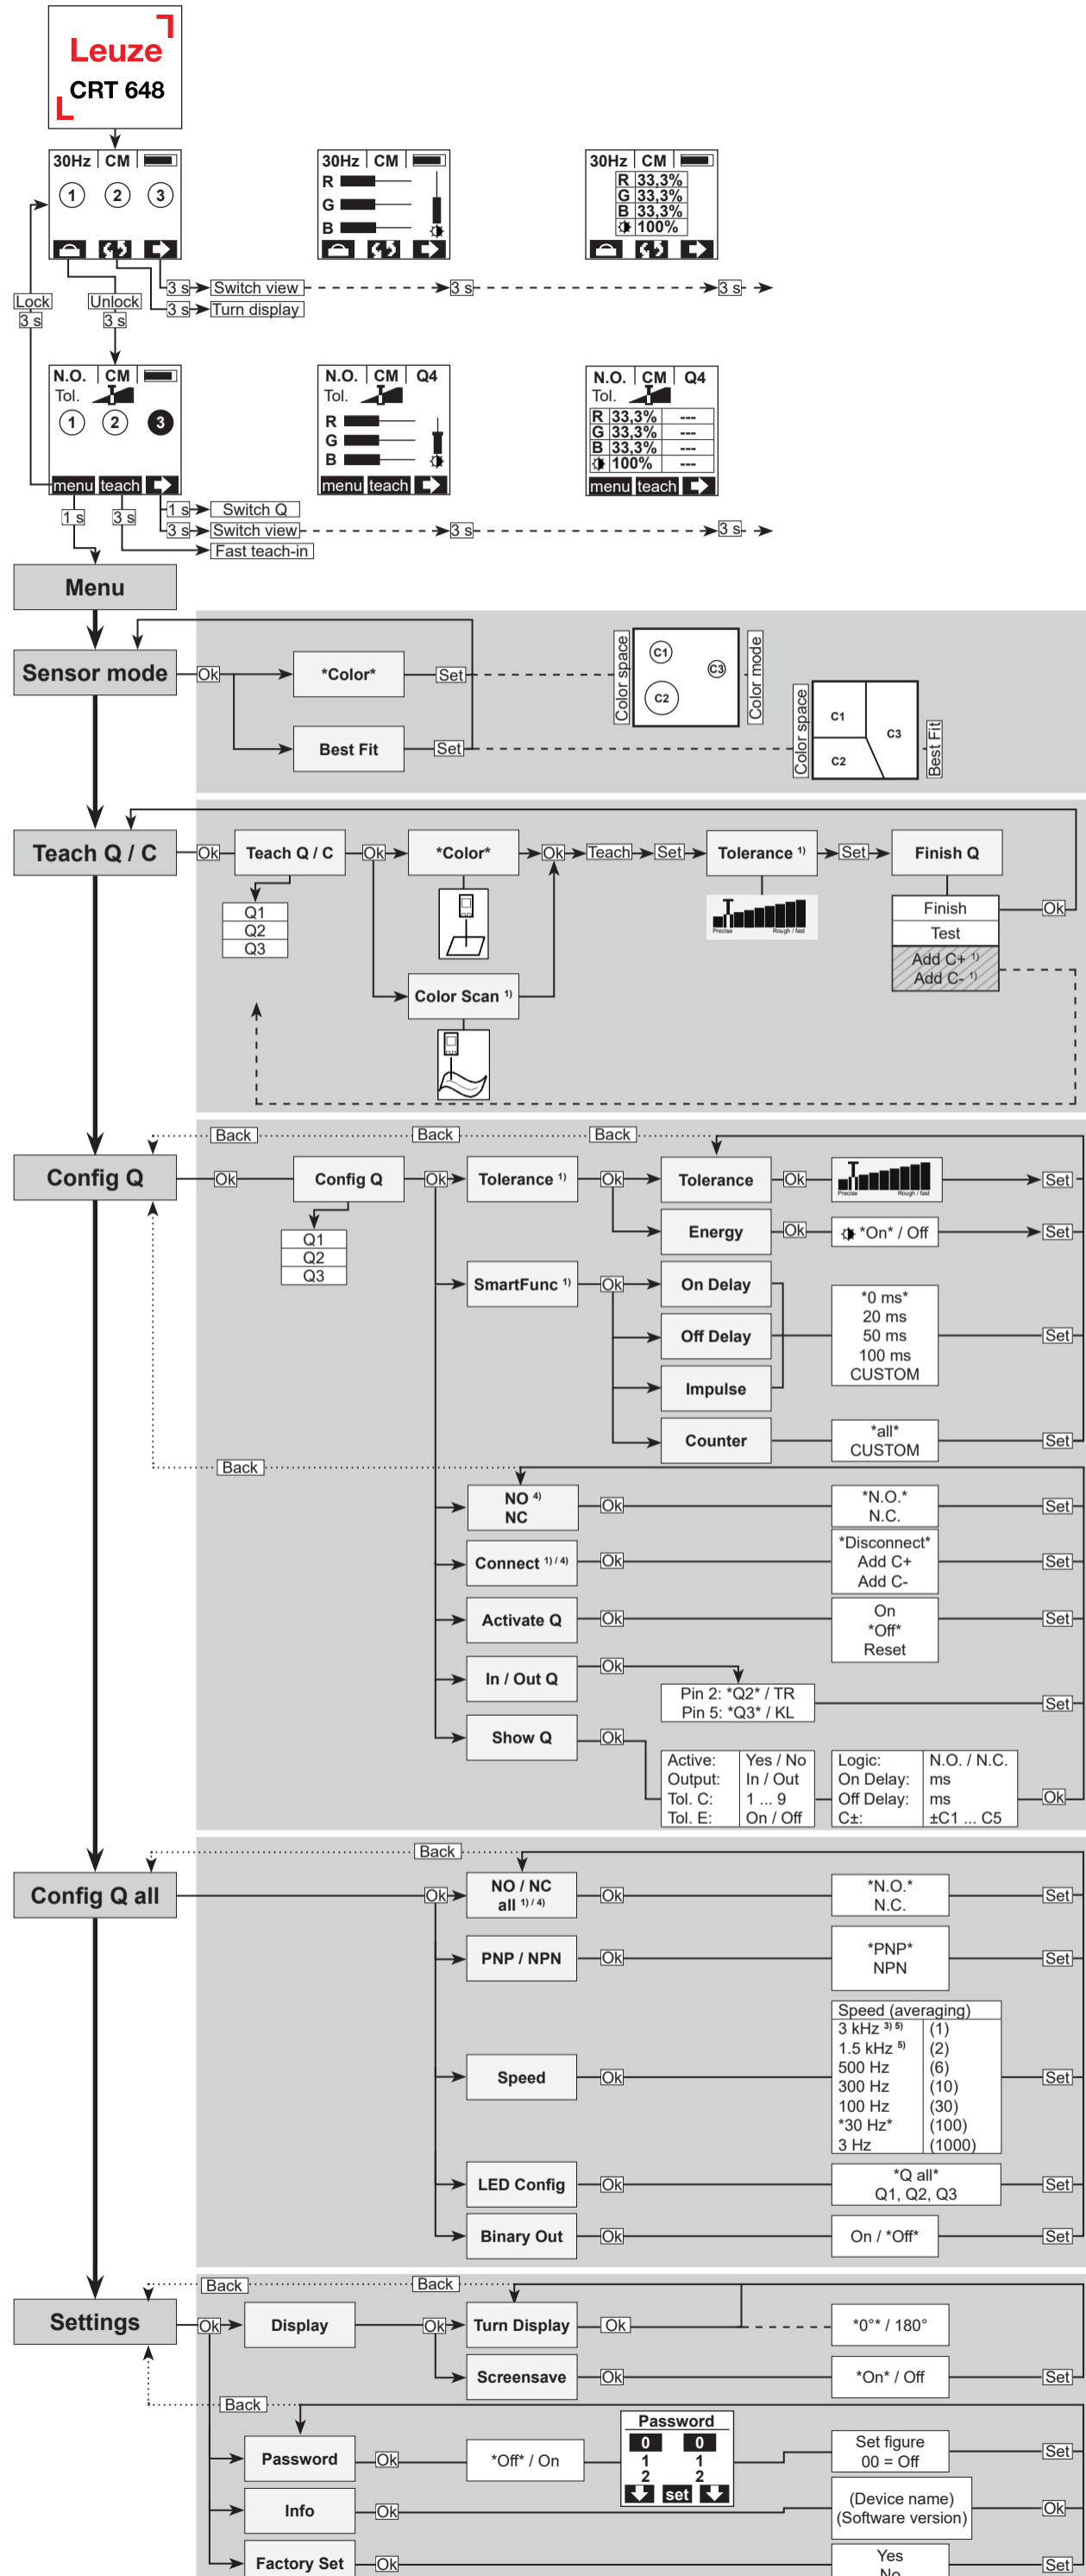 Leuze
CRT 648
30Hz CM
1 2 3
30Hz CM
R
G
B
30Hz CM
R 33,3%
G 33,3%
B 33,3%
100%
3 s Switch view 3 s 3 s
3 s Turn display
Lock
3 s
Unlock
3 s
N.O. CM
Tol.
1 2 3
menu teach
N.O. CM Q4
Tol.
R
G
B
menu teach
N.O. CM Q4
Tol.
R 33,3% ---
G 33,3% ---
B 33,3% ---
100% ---
menu teach
1 s 3 s
1 s Switch Q
3 s Switch view 3 s 3 s
Fast teach-in
Menu
Sensor mode
Ok
*Color*
Set
Color space
C1
C2
C3
Color mode
Best Fit
Set
Color space
C1
C2
C3
Best Fit
Teach Q / C
Ok
Teach Q / C
Q1
Q2
Q3
Ok
*Color*
Color Scan 1)
Ok
Teach
Set
Tolerance 1)
Precise Rough / fast
Set
Finish Q
Finish
Test
Add C+ 1)
Add C- 1)
Ok
Back Back Back
Config Q
Ok
Config Q
Q1
Q2
Q3
Ok
Tolerance 1)
Ok
Tolerance
Ok
Precise Rough / fast
Set
Energy
Ok
*On* / Off
Set
SmartFunc 1)
Ok
On Delay
Off Delay
Impulse
*0 ms*
20 ms
50 ms
100 ms
CUSTOM
Set
Counter
*all*
CUSTOM
Set
Back
NO 4)
NC
Ok
*N.O.*
N.C.
Set
Connect 1) / 4)
Ok
*Disconnect*
Add C+
Add C-
Set
Activate Q
Ok
On
*Off*
Reset
Set
In / Out Q
Ok
Pin 2: *Q2* / TR
Pin 5: *Q3* / KL
Set
Show Q
Ok
Active: Yes / No
Output: In / Out
Tol. C: 1 ... 9
Tol. E: On / Off
Logic: N.O. / N.C.
On Delay: ms
Off Delay: ms
C±: ±C1 ... C5
Ok
Back
Config Q all
Ok
NO / NC
all 1) / 4)
Ok
*N.O.*
N.C.
Set
PNP / NPN
Ok
*PNP*
NPN
Set
Speed
Ok
Speed (averaging)
3 kHz 3) 5) (1)
1.5 kHz 5) (2)
500 Hz (6)
300 Hz (10)
100 Hz (30)
*30 Hz* (100)
3 Hz (1000)
Set
LED Config
Ok
*Q all*
Q1, Q2, Q3
Set
Binary Out
Ok
On / *Off*
Set
Back Back
Settings
Ok
Display
Ok
Turn Display
Ok
*0°* / 180°
Screensave
Ok
*On* / Off
Set
Back
Password
Ok
*Off* / On
Password
0 0
1 1
2 2
set
Set figure
00 = Off
Set
Info
Ok
(Device name)
(Software version)
Ok
Factory Set
Ok
Yes
No
Set